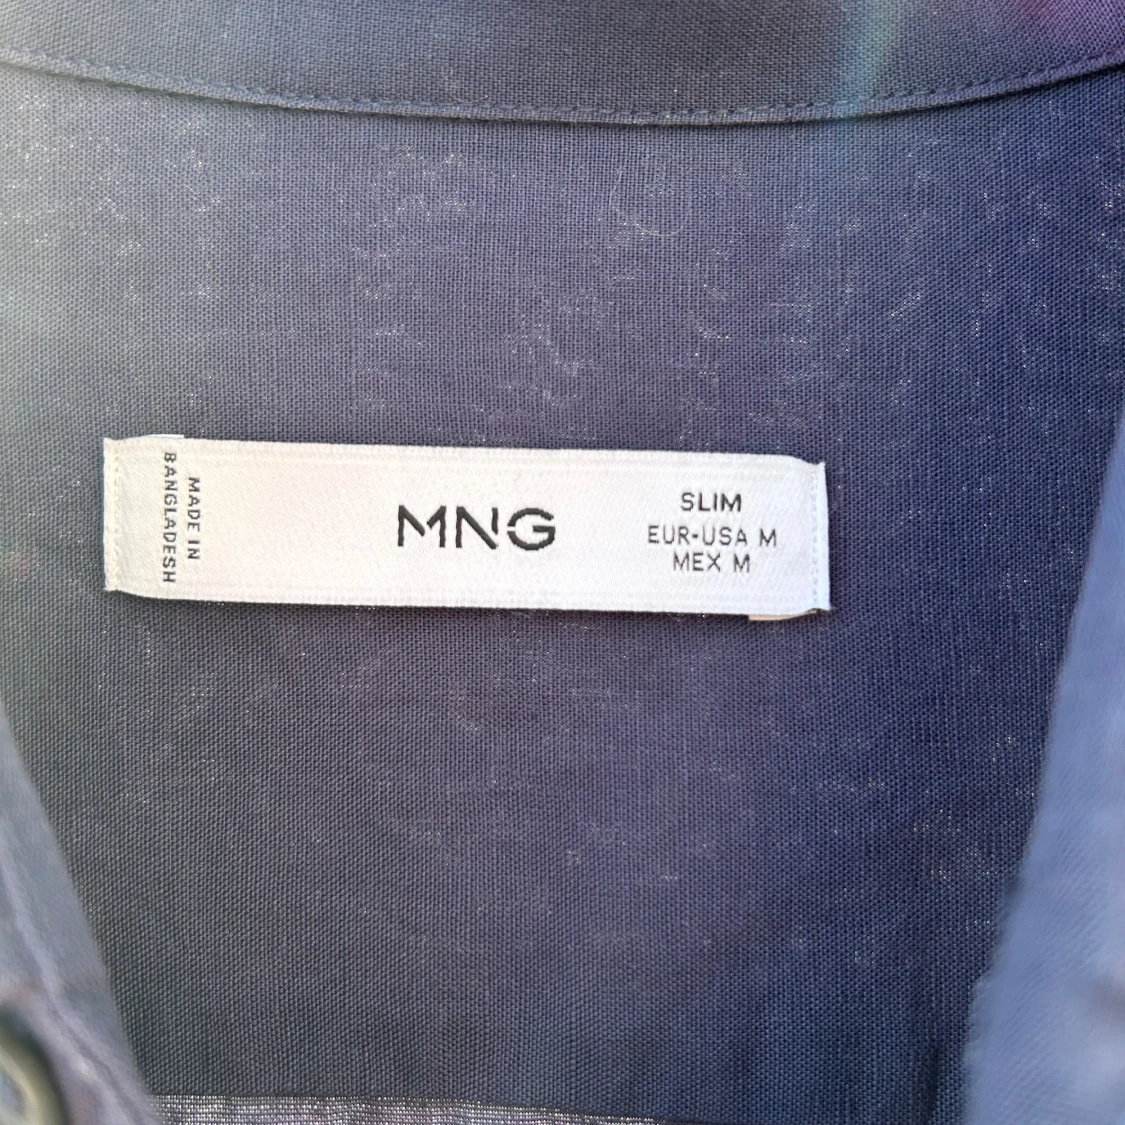 MADE IN
BANGLADESH
MNG
SLIM
EUR-USA M
MEX M